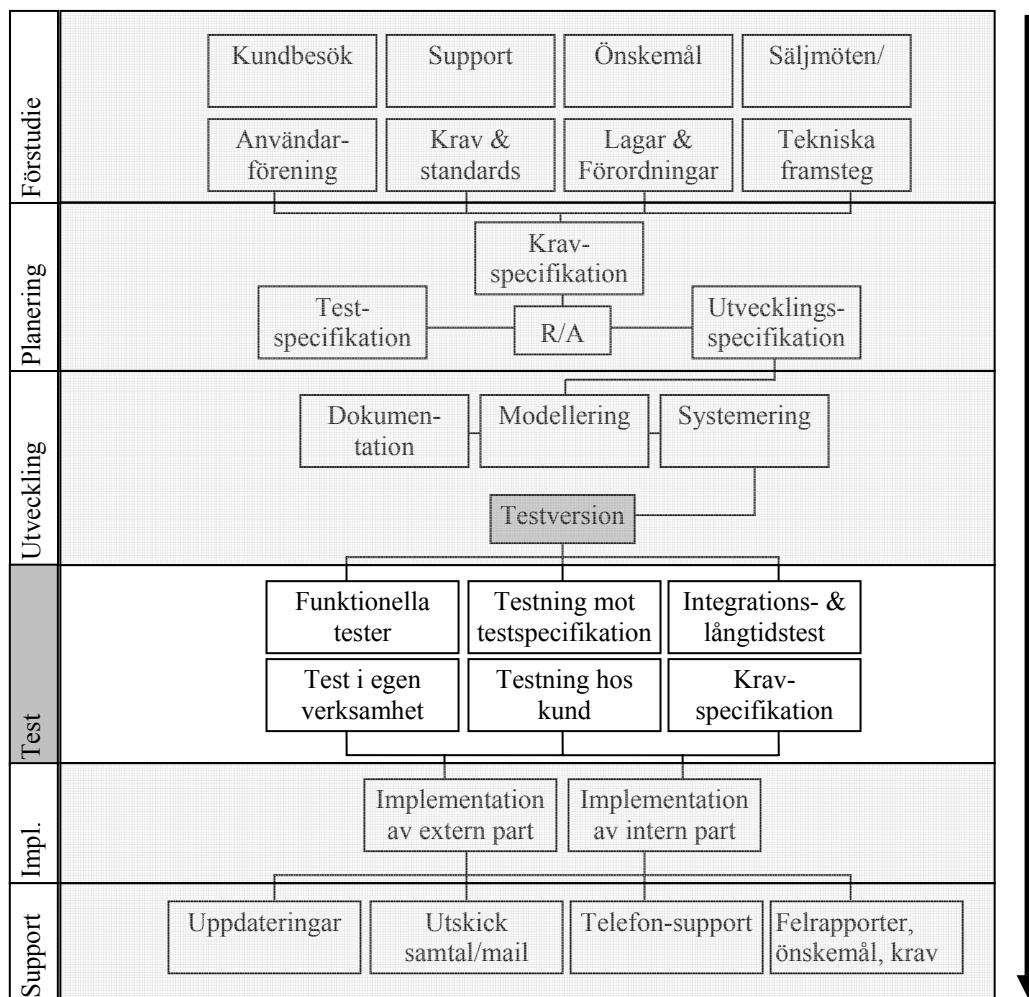 Förstudie
Kundbesök
Support
Önskemål
Säljmöten/
Användar-
förening
Krav &
standards
Lagar &
Förordningar
Tekniska
framsteg
Planering
Krav-
specifikation
Test-
specifikation
R/A
Utvecklings-
specifikation
Utveckling
Dokumen-
tation
Modellering
Systemering
Testversion
Test
Funktionella
tester
Testning mot
testspecifikation
Integrations- &
långtidstest
Test i egen
verksamhet
Testning hos
kund
Krav-
specifikation
Impl.
Implementation
av extern part
Implementation
av intern part
Support
Uppdateringar
Utskick
samtal/mail
Telefon-support
Felrapporter,
önskemål, krav